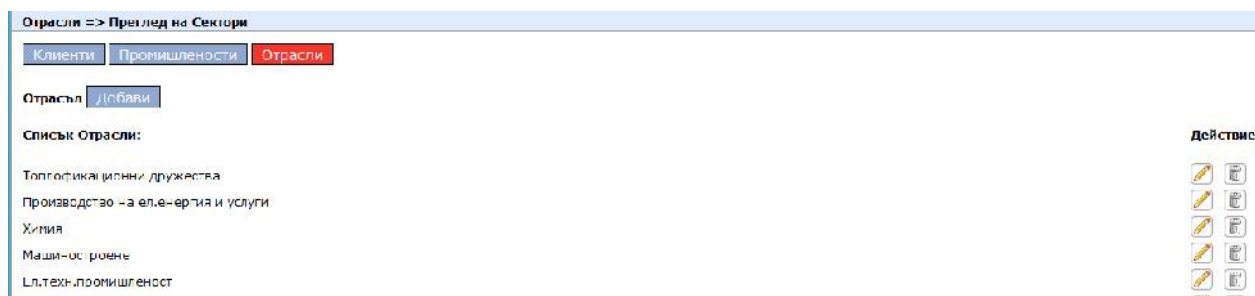 Отрасли => Преглед на Сектори
Клиенти Промишлености Отрасли
Отрасъл Добави
Списък Отрасли: Действие
Топлофикационни дружества
Производство на ел.енергия и услуги
Химия
Машиностроене
Ел.техн.промишленост